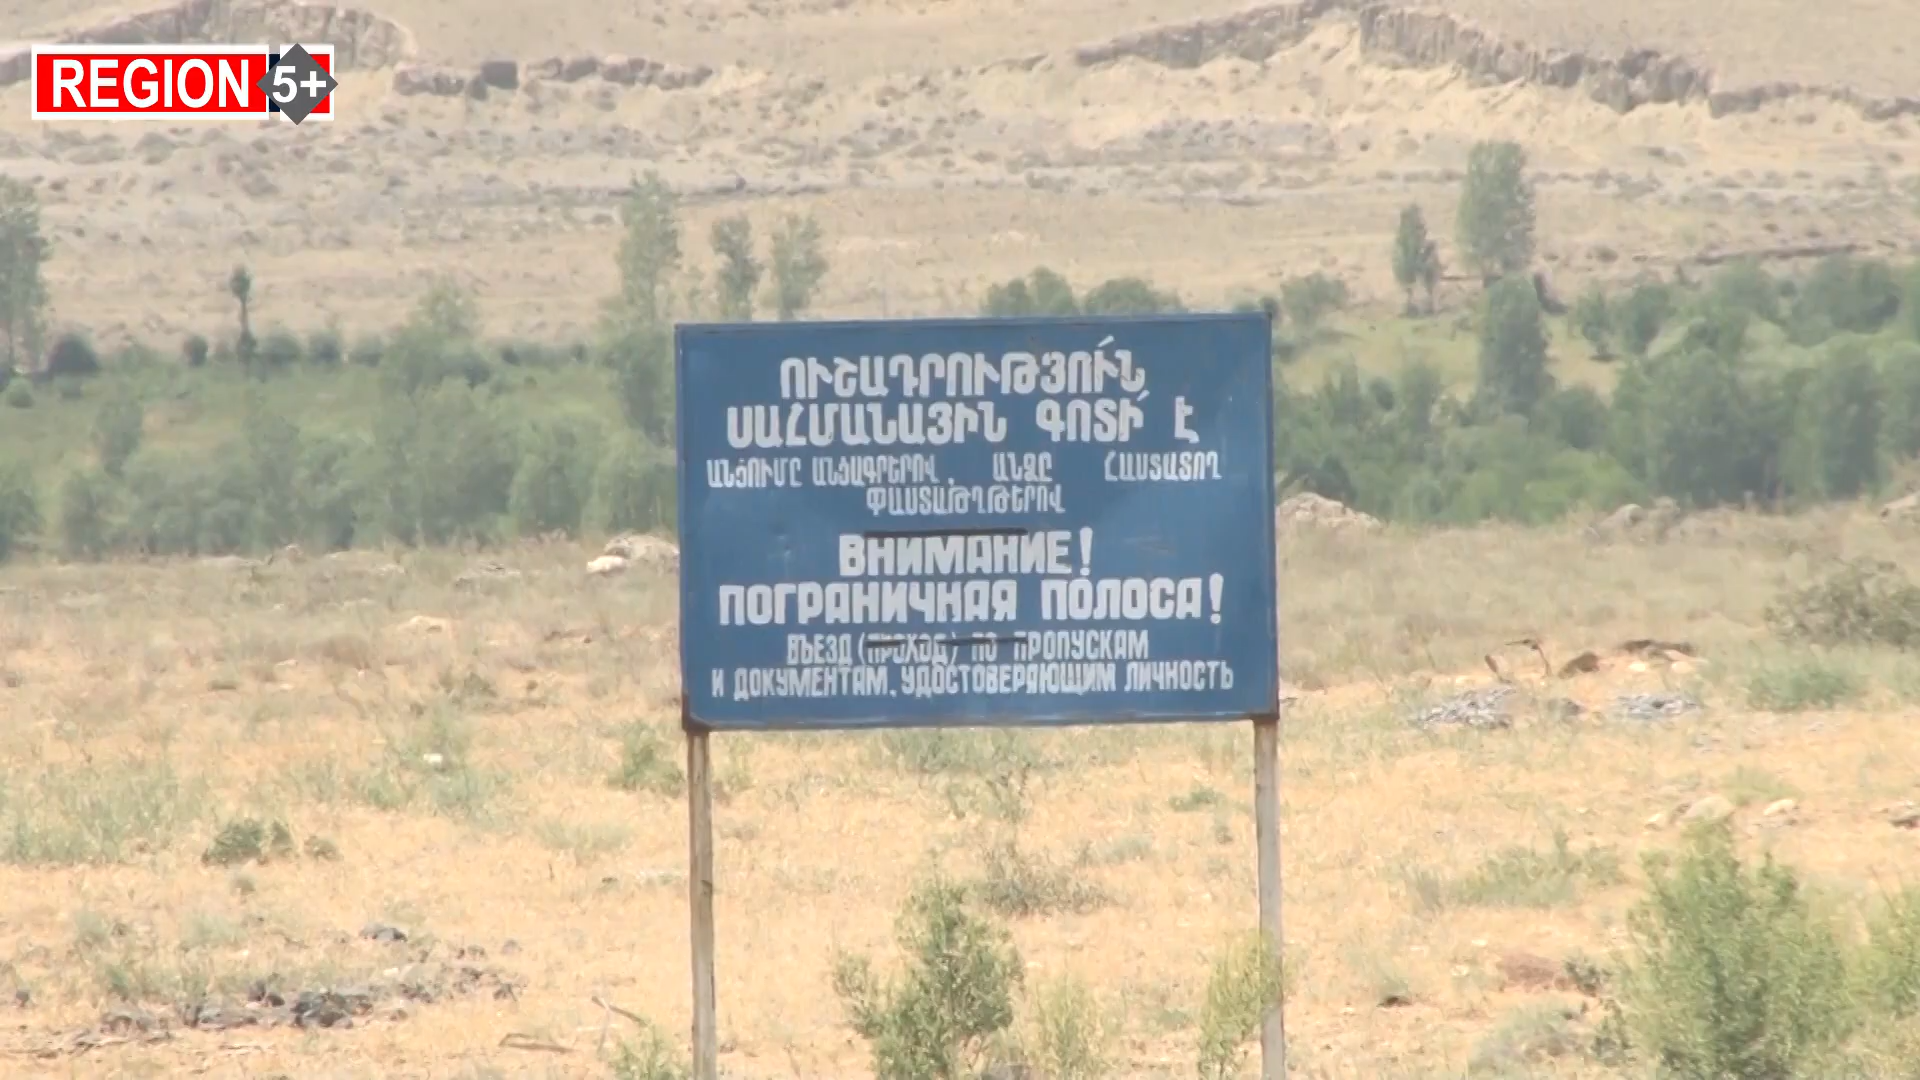 REGION 5+
ՈՒՇԱԴՐՈՒԹՅՈՒ՛Ն
ՍԱՀՄԱՆԱՅԻՆ ԳՈՏԻ՛ Է
ԱՆՑՈՒՄԸ ԱՆՑԱԳՐԵՐՈՎ, ԱՆՁԸ ՀԱՍՏԱՏՈՂ
ՓԱՍՏԱԹՂԹԵՐՈՎ
ВНИМАНИЕ!
ПОГРАНИЧНАЯ ПОЛОСА!
ВЪЕЗД (ПРОХОД) ПО ПРОПУСКАМ
И ДОКУМЕНТАМ, УДОСТОВЕРЯЮЩИМ ЛИЧНОСТЬ